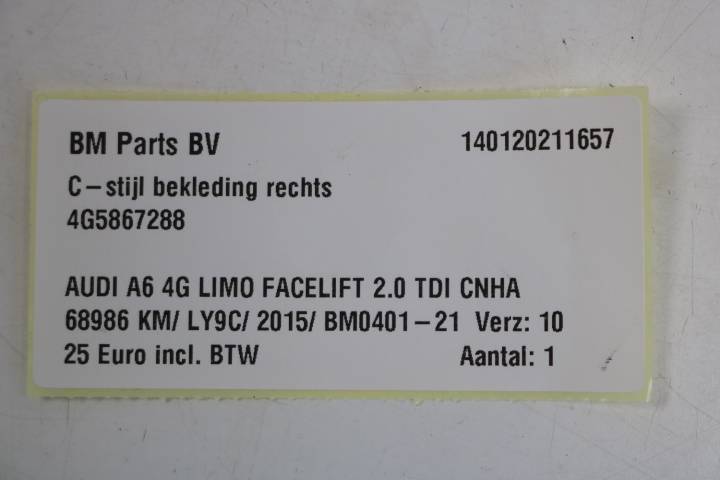 BM Parts BV 140120211657
C-stijl bekleding rechts
4G5867288
AUDI A6 4G LIMO FACELIFT 2.0 TDI CNHA
68986 KM/ LY9C/ 2015/ BM0401-21 Verz: 10
25 Euro incl. BTW Aantal: 1